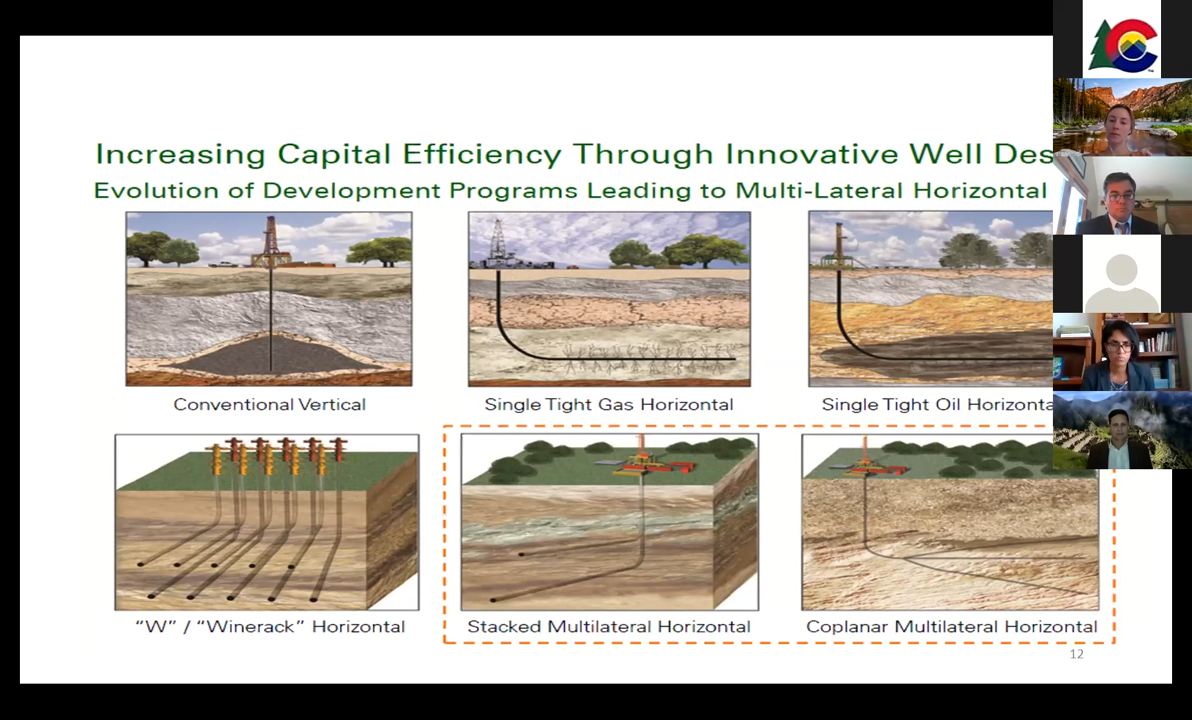 Increasing Capital Efficiency Through Innovative Well Des
Evolution of Development Programs Leading to Multi-Lateral Horizontal
Conventional Vertical
Single Tight Gas Horizontal
Single Tight Oil Horizonta
“W” / “Winerack” Horizontal
Stacked Multilateral Horizontal
Coplanar Multilateral Horizontal
12